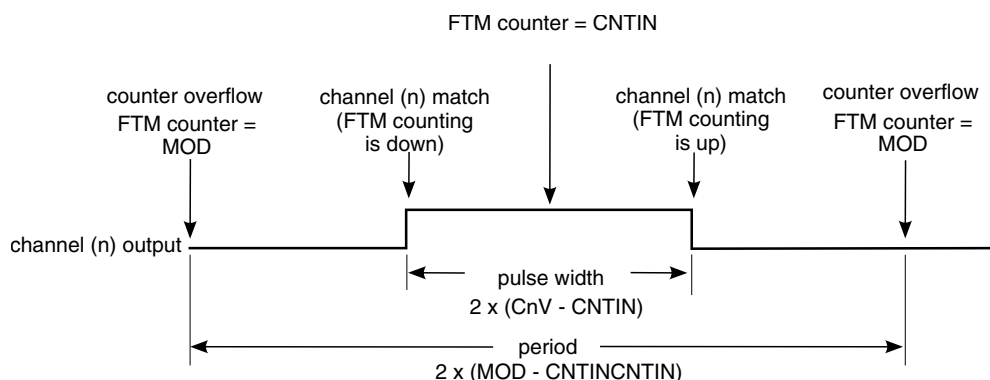 FTM counter = CNTIN
counter overflow
FTM counter =
MOD
channel (n) match
(FTM counting
is down)
channel (n) match
(FTM counting
is up)
counter overflow
FTM counter =
MOD
channel (n) output
pulse width
2 x (CnV - CNTIN)
period
2 x (MOD - CNTINCNTIN)